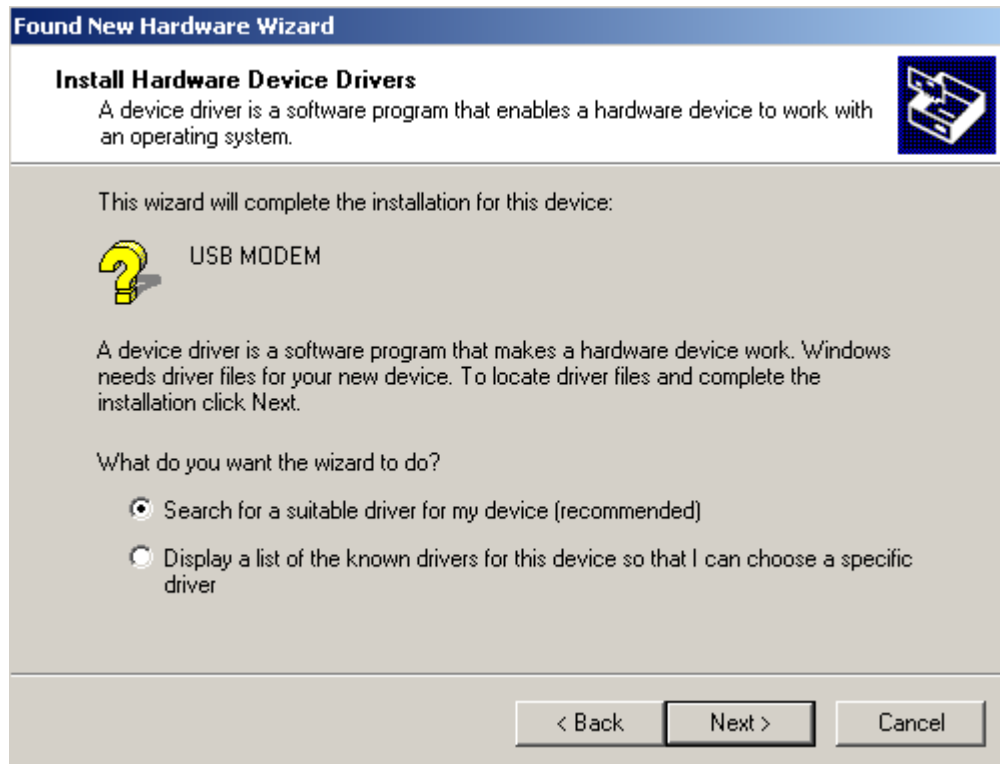 Found New Hardware Wizard
Install Hardware Device Drivers
A device driver is a software program that enables a hardware device to work with
an operating system.
This wizard will complete the installation for this device:
USB MODEM
A device driver is a software program that makes a hardware device work. Windows
needs driver files for your new device. To locate driver files and complete the
installation click Next.
What do you want the wizard to do?
Search for a suitable driver for my device (recommended)
Display a list of the known drivers for this device so that I can choose a specific
driver
< Back Next > Cancel